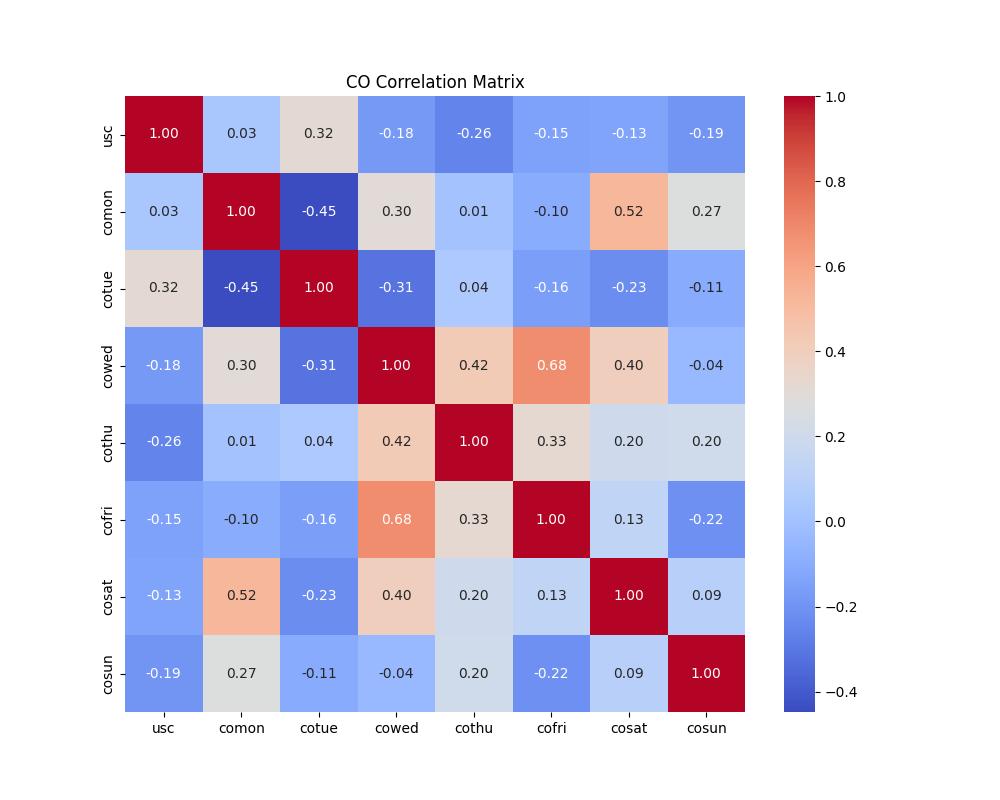 CO Correlation Matrix
usc 1.00 0.03 0.32 -0.18 -0.26 -0.15 -0.13 -0.19
comon 0.03 1.00 -0.45 0.30 0.01 -0.10 0.52 0.27
cotue 0.32 -0.45 1.00 -0.31 0.04 -0.16 -0.23 -0.11
cowed -0.18 0.30 -0.31 1.00 0.42 0.68 0.40 -0.04
cothu -0.26 0.01 0.04 0.42 1.00 0.33 0.20 0.20
cofri -0.15 -0.10 -0.16 0.68 0.33 1.00 0.13 -0.22
cosat -0.13 0.52 -0.23 0.40 0.20 0.13 1.00 0.09
cosun -0.19 0.27 -0.11 -0.04 0.20 -0.22 0.09 1.00
usc comon cotue cowed cothu cofri cosat cosun
1.0
0.8
0.6
0.4
0.2
0.0
−0.2
−0.4